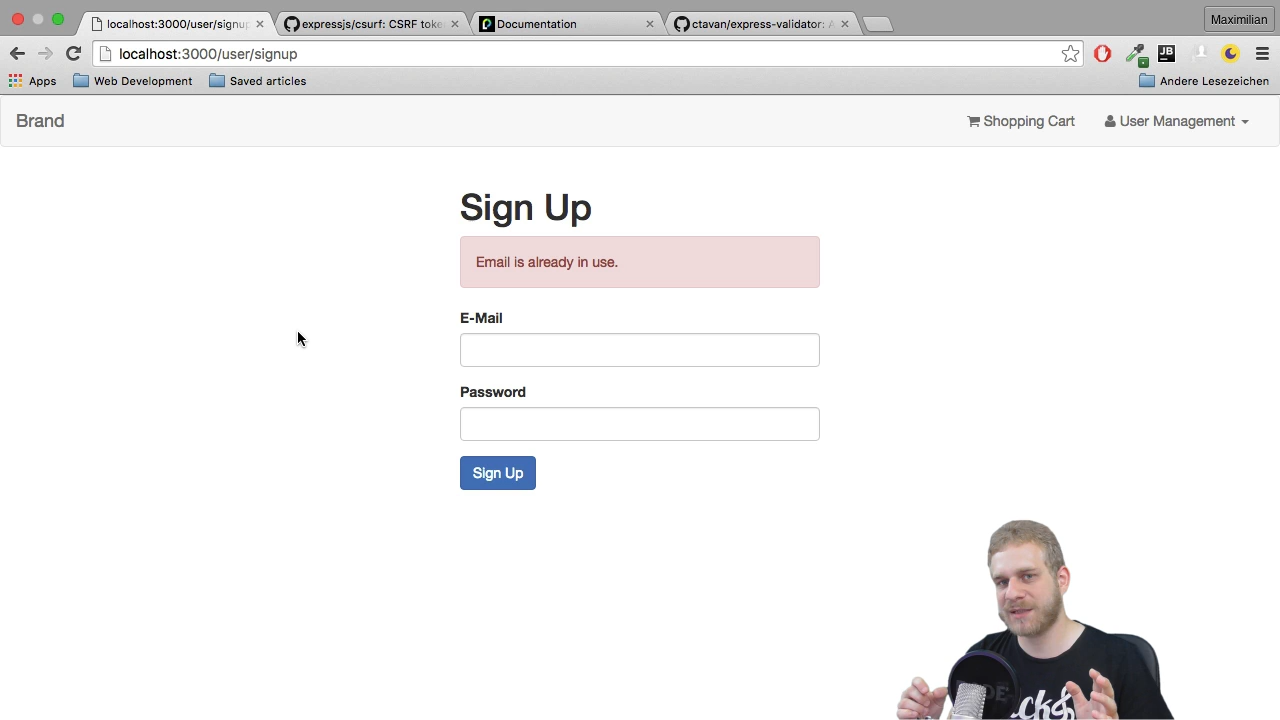 Maximilian
localhost:3000/user/signup
expressjs/csurf: CSRF toke
Documentation
ctavan/express-validator: A
localhost:3000/user/signup
JB
Apps
Web Development
Saved articles
Andere Lesezeichen
Brand
Shopping Cart
User Management
Sign Up
Email is already in use.
E-Mail
Password
Sign Up